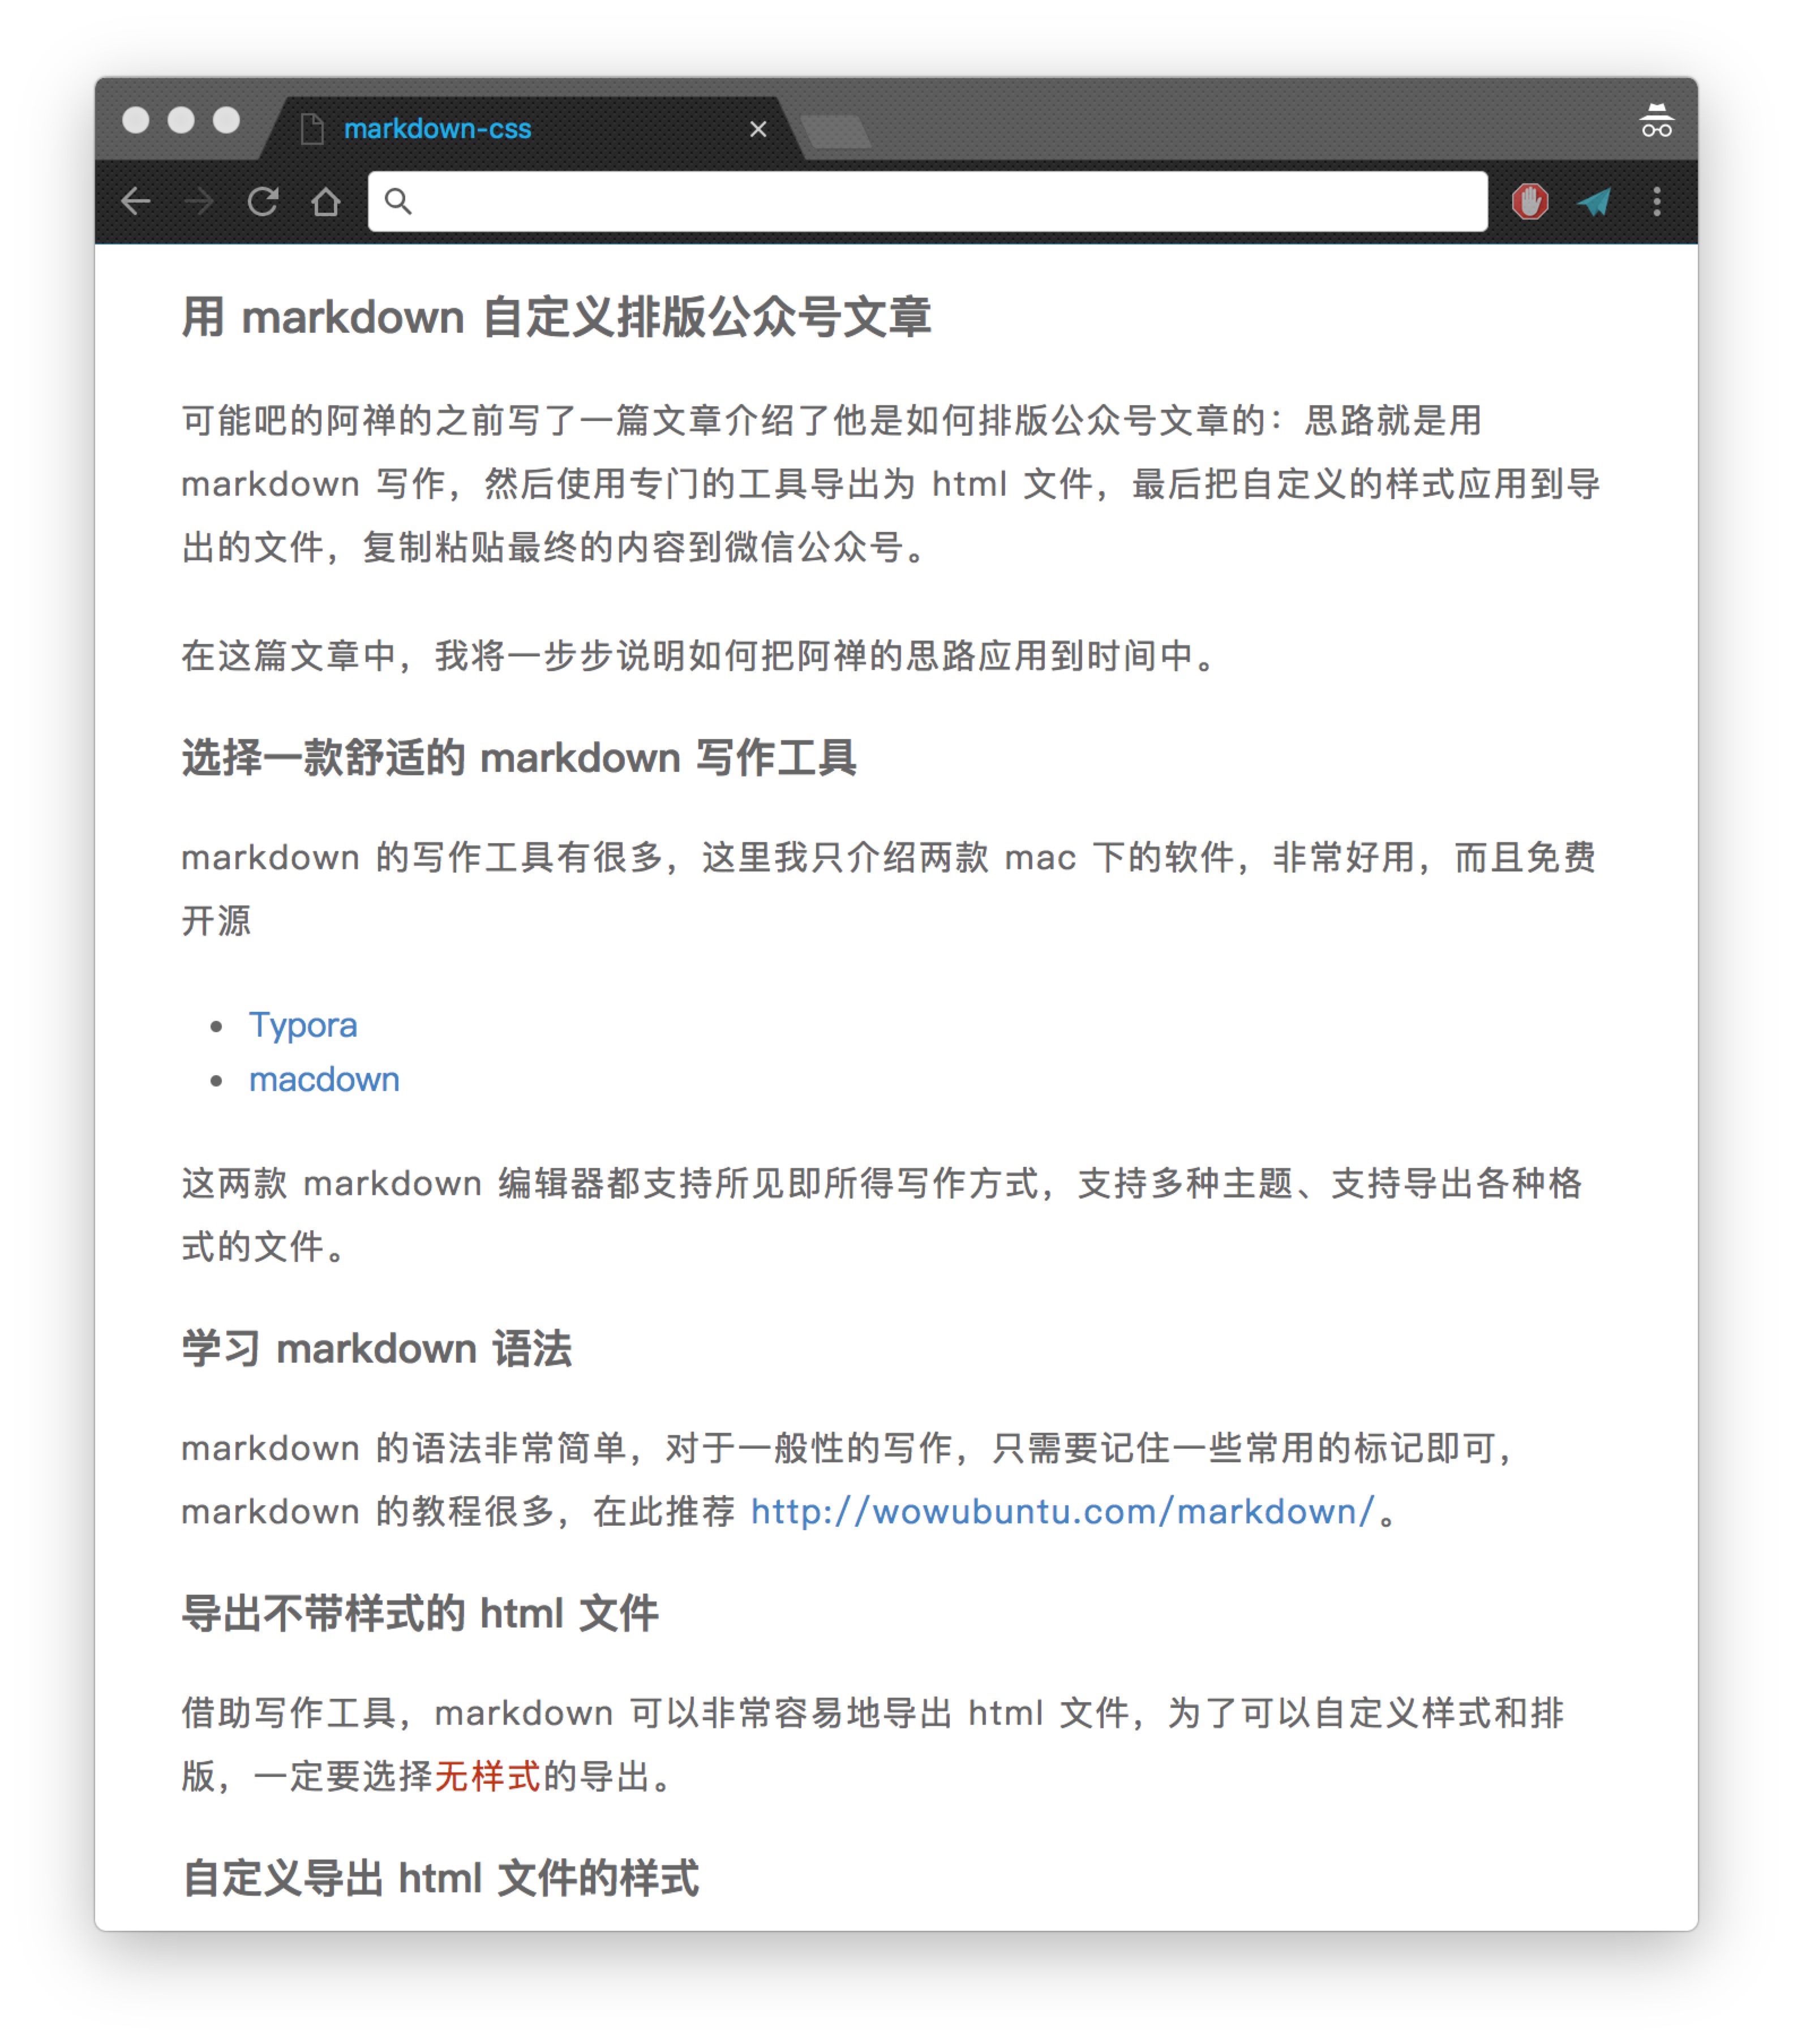 markdown-css
用 markdown 自定义排版公众号文章
可能吧的阿禅的之前写了一篇文章介绍了他是如何排版公众号文章的：思路就是用
markdown 写作，然后使用专门的工具导出为 html 文件，最后把自定义的样式应用到导
出的文件，复制粘贴最终的内容到微信公众号。
在这篇文章中，我将一步步说明如何把阿禅的思路应用到时间中。
选择一款舒适的 markdown 写作工具
markdown 的写作工具有很多，这里我只介绍两款 mac 下的软件，非常好用，而且免费
开源
• Typora
• macdown
这两款 markdown 编辑器都支持所见即所得写作方式，支持多种主题、支持导出各种格
式的文件。
学习 markdown 语法
markdown 的语法非常简单，对于一般性的写作，只需要记住一些常用的标记即可，
markdown 的教程很多，在此推荐 http://wowubuntu.com/markdown/。
导出不带样式的 html 文件
借助写作工具，markdown 可以非常容易地导出 html 文件，为了可以自定义样式和排
版，一定要选择无样式的导出。
自定义导出 html 文件的样式